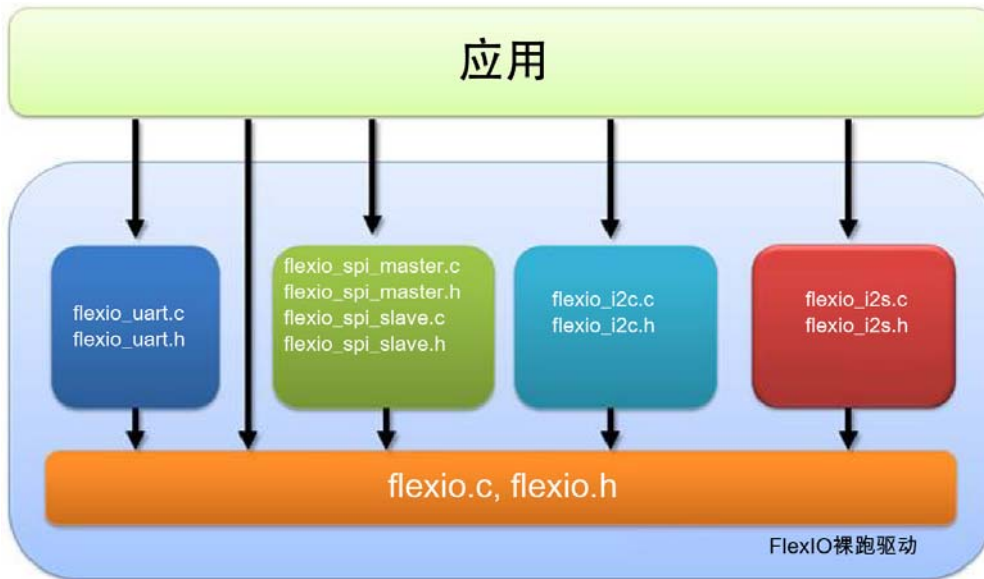 应用
flexio_uart.c
flexio_uart.h
flexio_spi_master.c
flexio_spi_master.h
flexio_spi_slave.c
flexio_spi_slave.h
flexio_i2c.c
flexio_i2c.h
flexio_i2s.c
flexio_i2s.h
flexio.c, flexio.h
FlexIO裸跑驱动